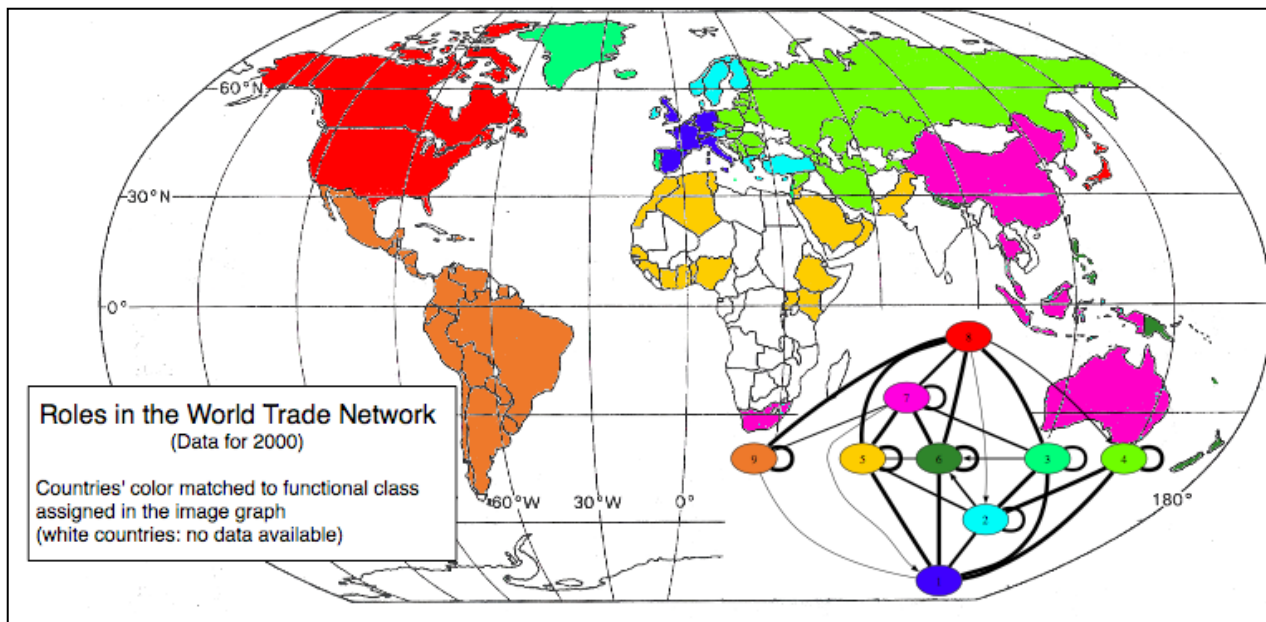 60°N
30°N
0°
60°W
30°W
0°
180°
Roles in the World Trade Network
(Data for 2000)
Countries' color matched to functional class
assigned in the image graph
(white countries: no data available)
8
7
9
5
6
3
4
2
1